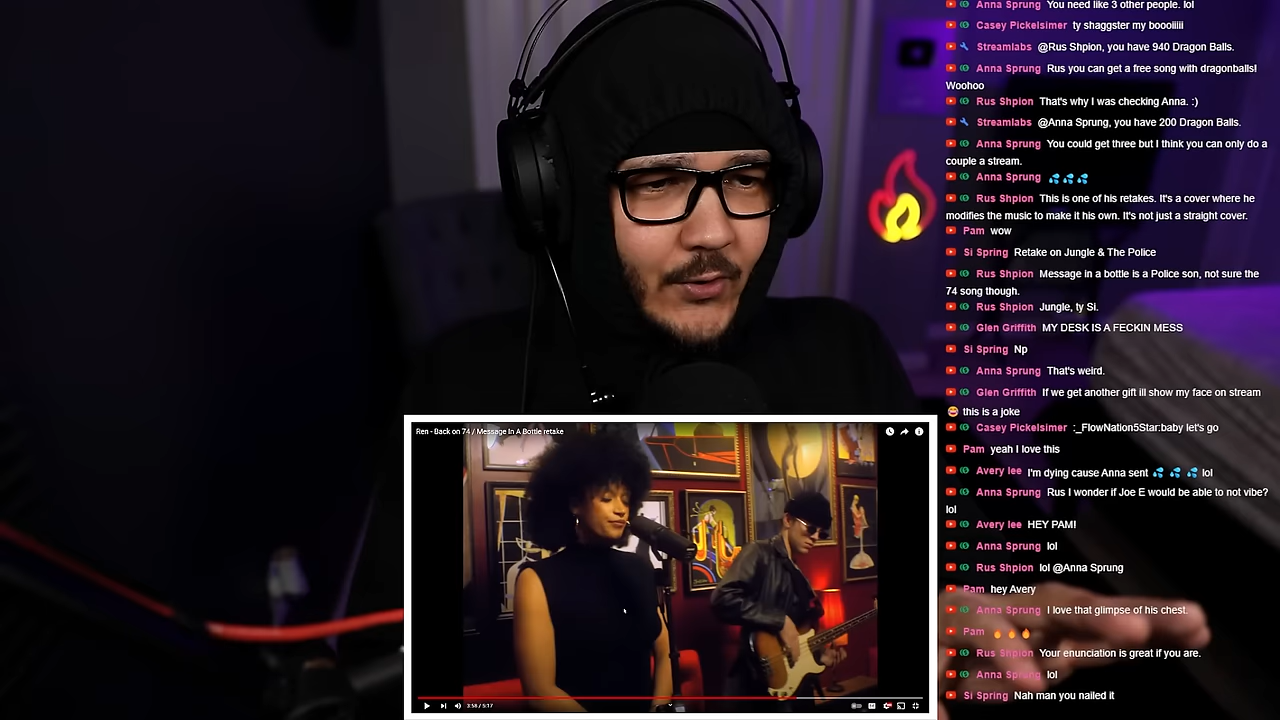 Anna Sprung You need like 3 other people. lol
Casey Pickelsimer ty shaggster my boooiiiii
Streamlabs @Rus Shpion, you have 940 Dragon Balls.
Anna Sprung Rus you can get a free song with dragonballs!
Woohoo
Rus Shpion That's why I was checking Anna. :)
Streamlabs @Anna Sprung, you have 200 Dragon Balls.
Anna Sprung You could get three but I think you can only do a
couple a stream.
Anna Sprung 💦 💦 💦
Rus Shpion This is one of his retakes. It's a cover where he
modifies the music to make it his own. It's not just a straight cover.
Pam wow
Si Spring Retake on Jungle & The Police
Rus Shpion Message in a bottle is a Police son, not sure the
74 song though.
Rus Shpion Jungle, ty Si.
Glen Griffith MY DESK IS A FECKIN MESS
Si Spring Np
Anna Sprung That's weird.
Glen Griffith If we get another gift ill show my face on stream
🤩 this is a joke
Casey Pickelsimer :_FlowNation5Star:baby let's go
Pam yeah I love this
Avery lee I'm dying cause Anna sent 💦 💦 💦 lol
Anna Sprung Rus I wonder if Joe E would be able to not vibe?
lol
Avery lee HEY PAM!
Anna Sprung lol
Rus Shpion lol @Anna Sprung
Pam hey Avery
Anna Sprung I love that glimpse of his chest.
Pam 🔥 🔥 🔥
Rus Shpion Your enunciation is great if you are.
Anna Sprung lol
Si Spring Nah man you nailed it
Ren - Back on 74 / Message In A Bottle retake
3:58 / 5:17